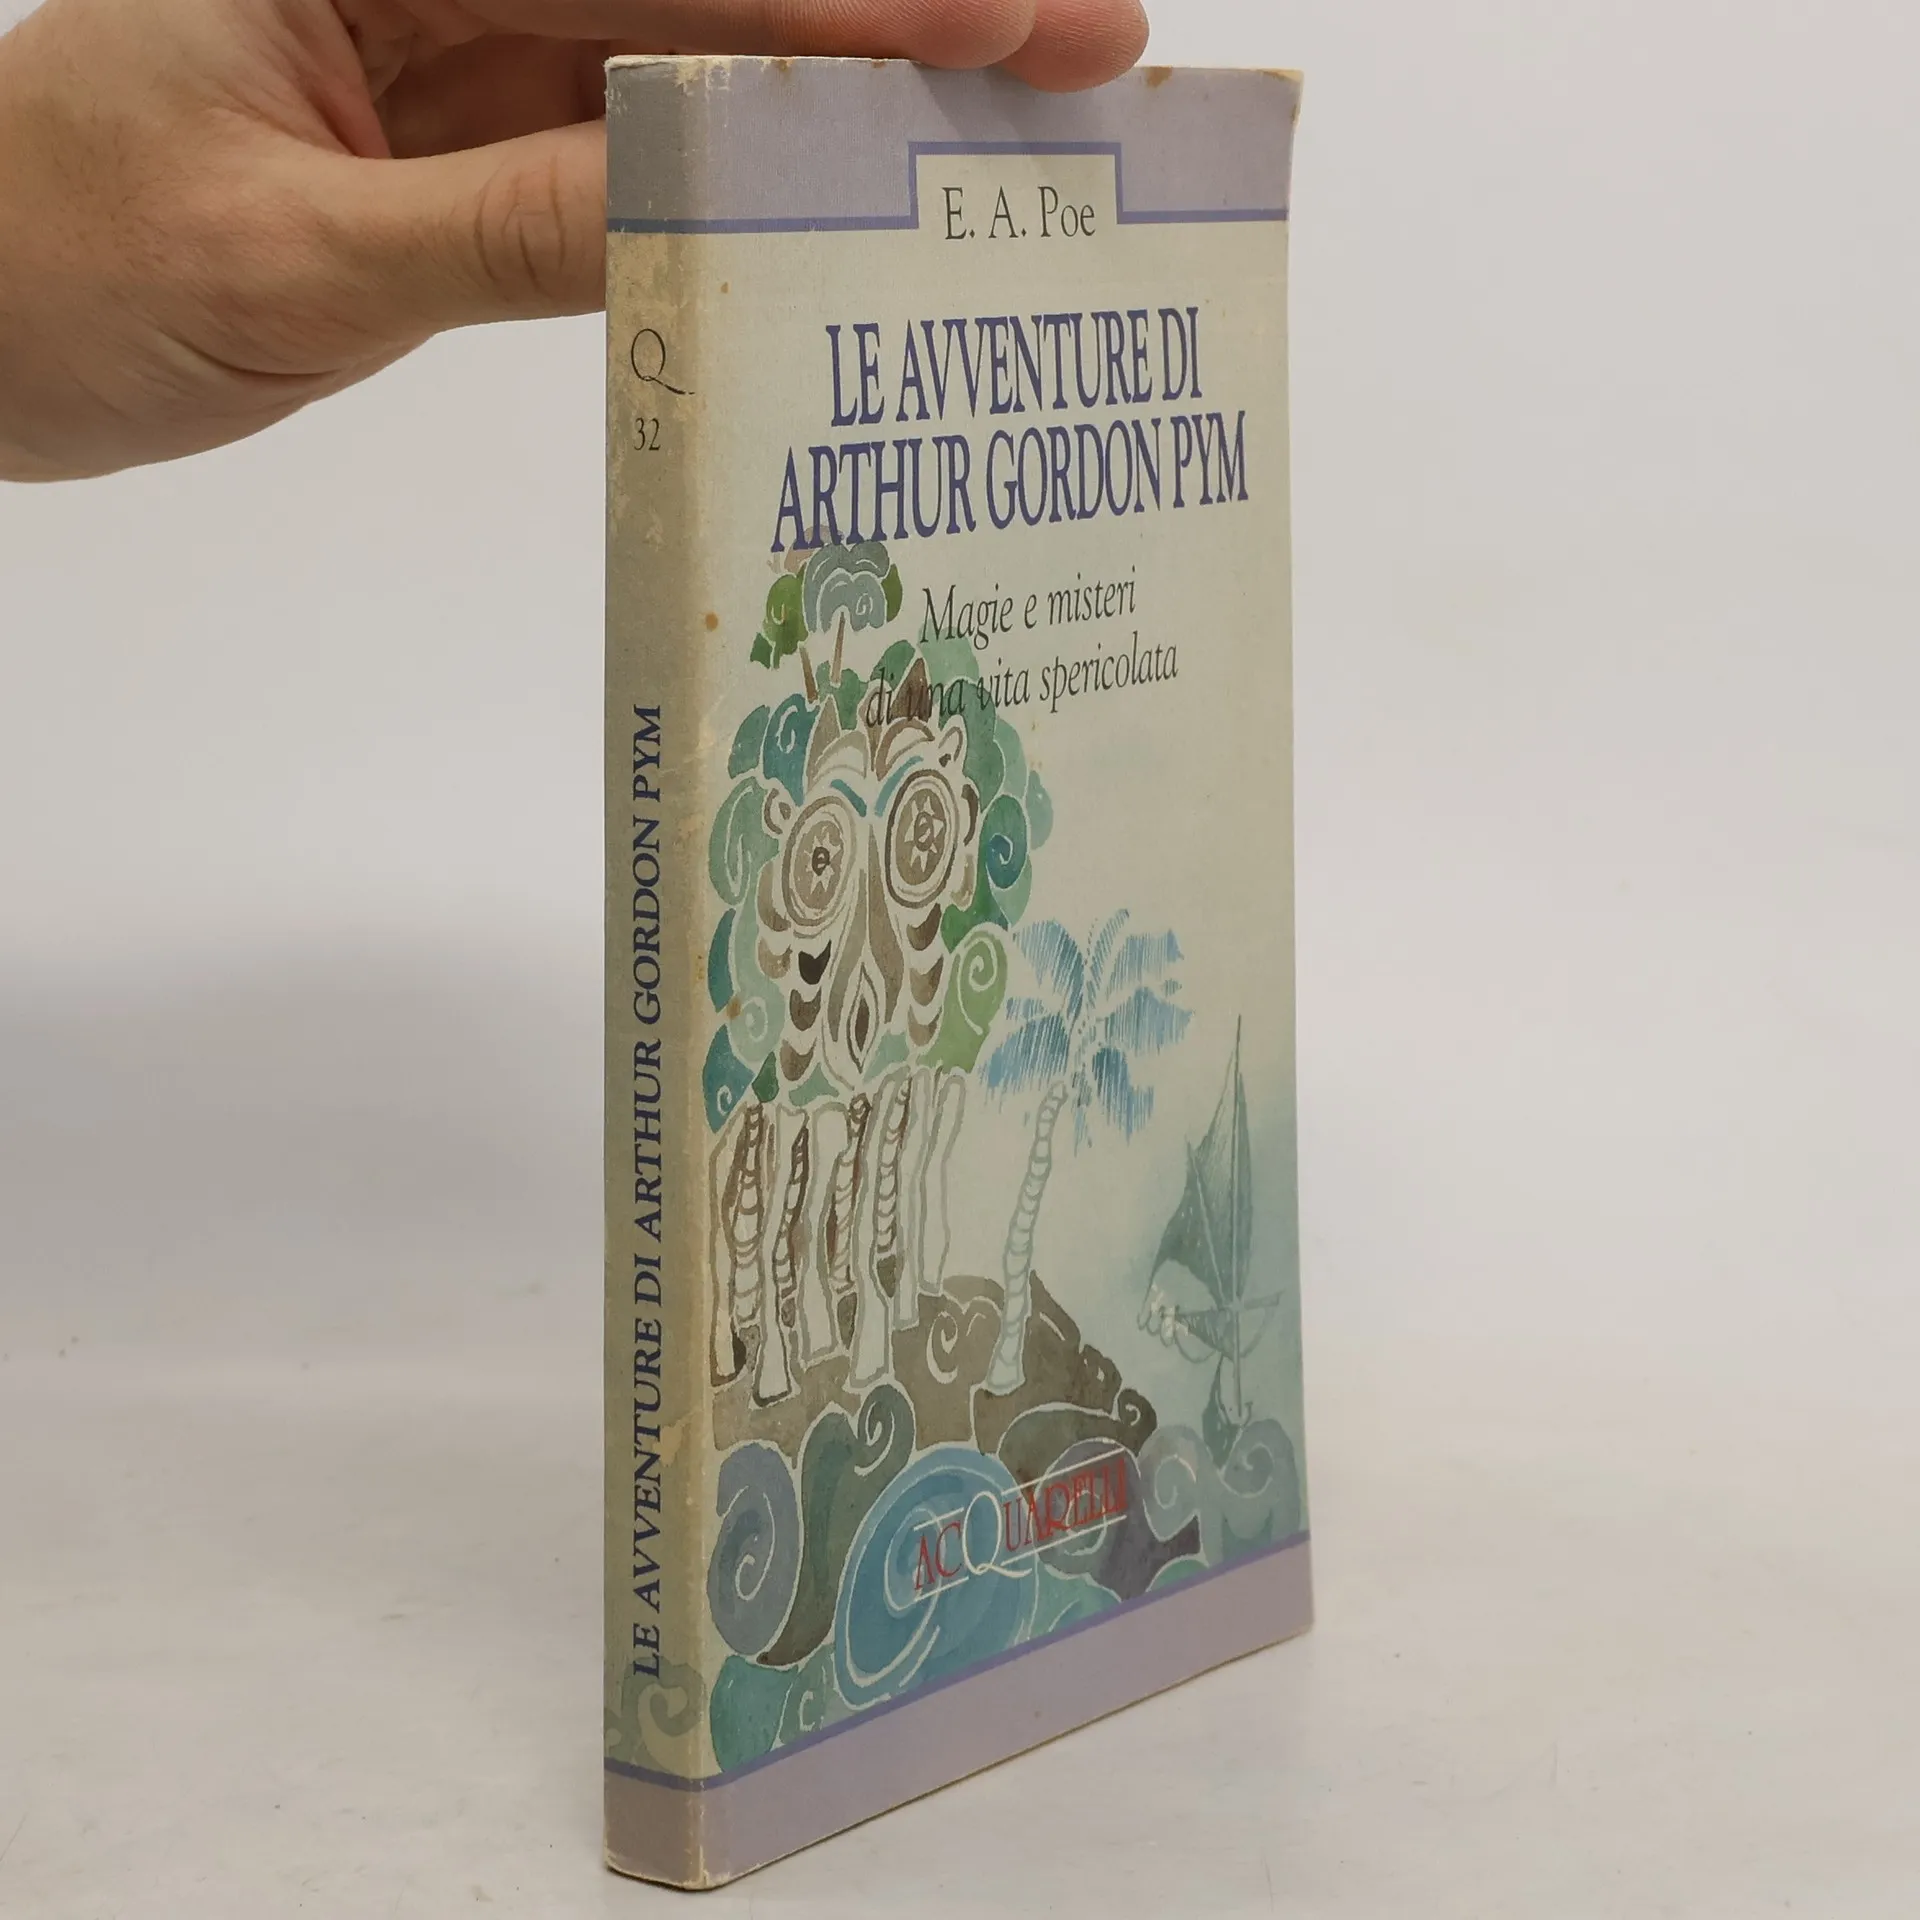 E. A. Poe
LE AVVENTURE DI
ARTHUR GORDON PYM
Magie e misteri
di una vita spericolata
ACQUARELLI
Q
32
LE AVVENTURE DI ARTHUR GORDON PYM